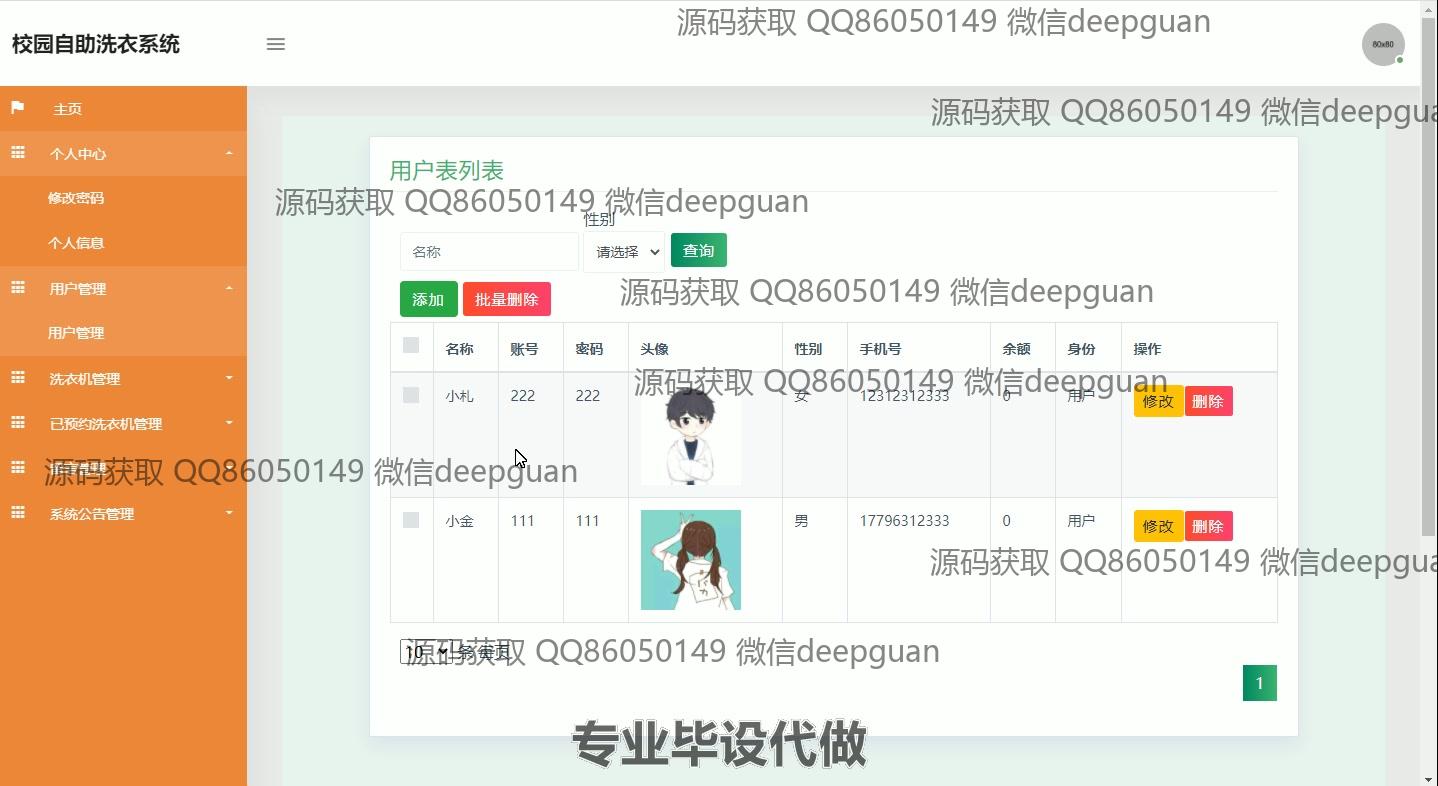 源码获取 QQ86050149 微信deepguan
校园自助洗衣系统
80x80
主页
源码获取 QQ86050149 微信deepgua
个人中心
用户表列表
修改密码
源码获取 QQ86050149 微信deepguan
性别
个人信息
名称
请选择
查询
用户管理
源码获取 QQ86050149 微信deepguan
添加
批量删除
用户管理
名称 账号 密码 头像 性别 手机号 余额 身份 操作
洗衣机管理
源码获取 QQ86050149 微信deepguan
小札 222 222 女 12312312333 0 用户 修改 删除
已预约洗衣机管理
源码获取 QQ86050149 微信deepguan
系统公告管理
小金 111 111 男 17796312333 0 用户 修改 删除
源码获取 QQ86050149 微信deepgua
10 条 每页
源码获取 QQ86050149 微信deepguan
1
专业毕设代做